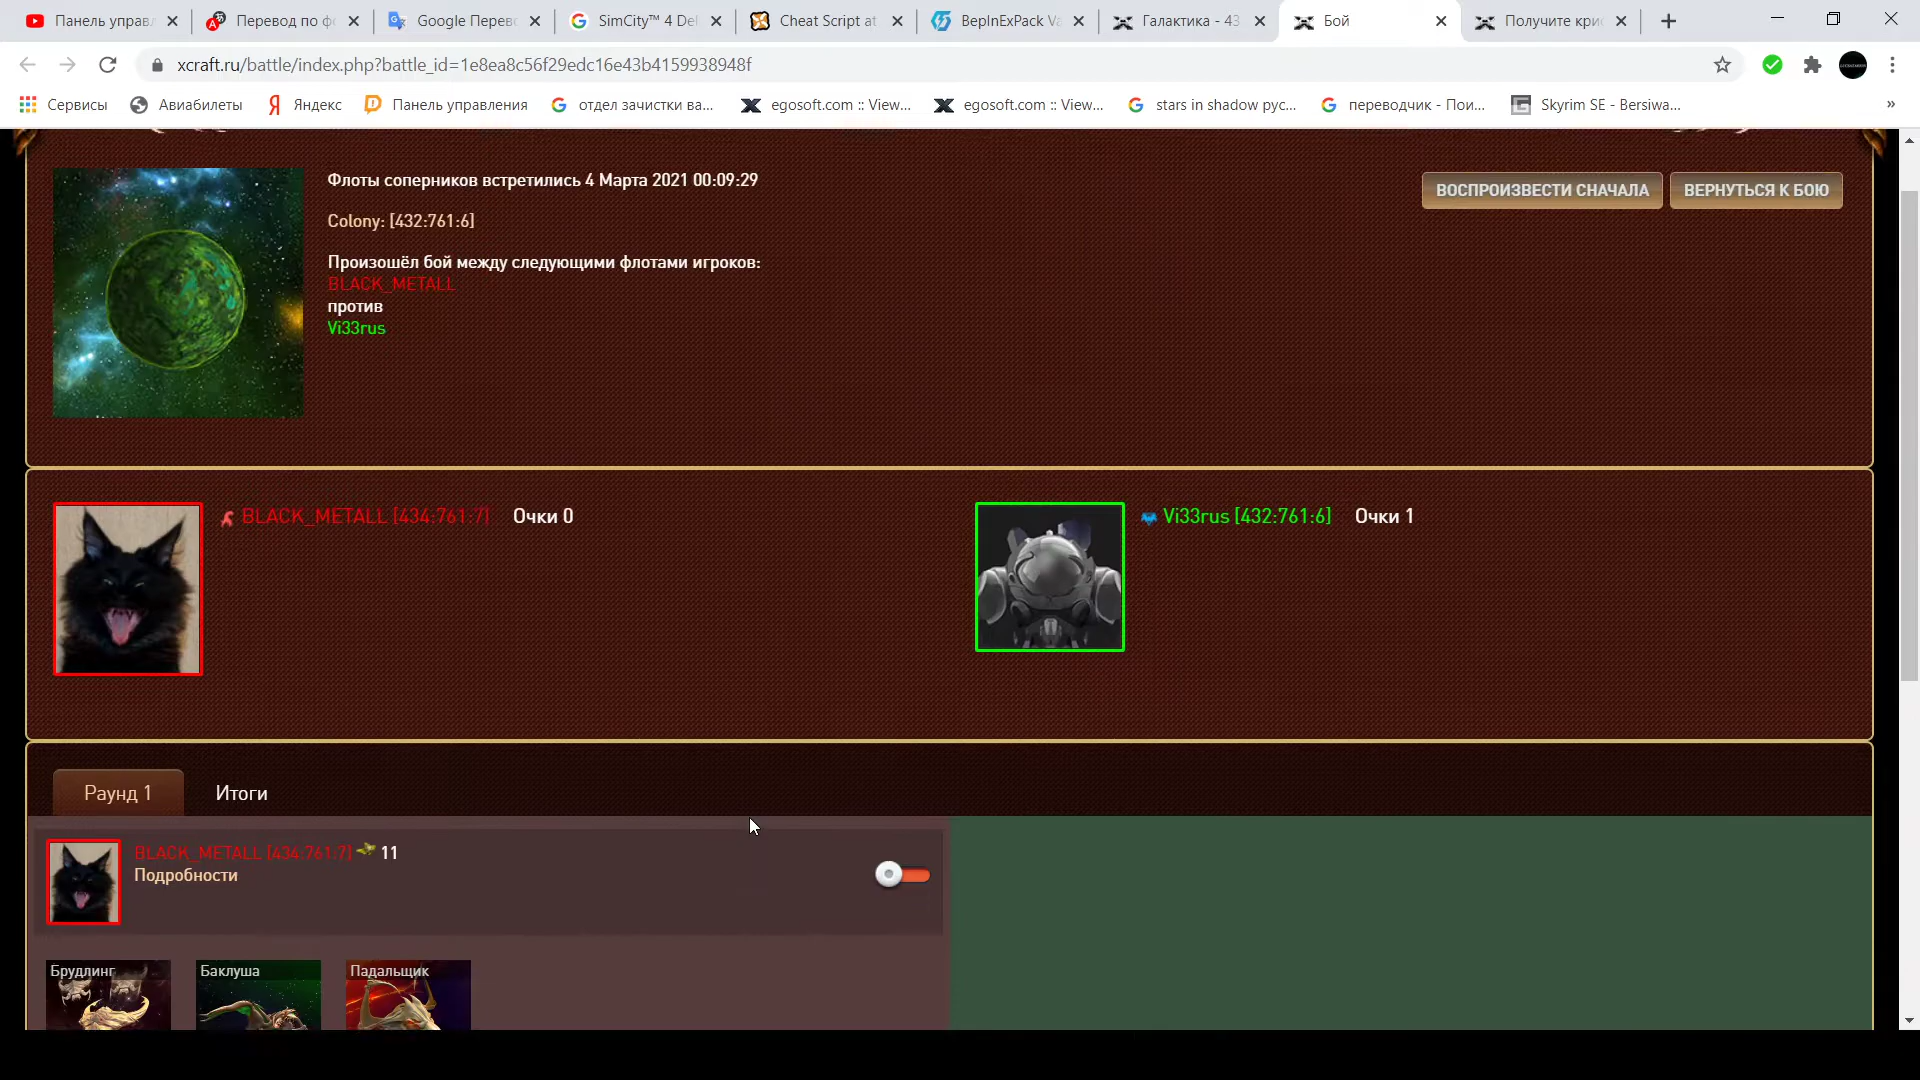 Панель управл
Перевод по фо
Google Перев
SimCity™ 4 Del
Cheat Script at
BepInExPack Va
Галактика - 43
Бой
Получите кри
xcraft.ru/battle/index.php?battle_id=1e8ea8c56f29edc16e43b4159938948f
Сервисы
Авиабилеты
Яндекс
Панель управления
отдел зачистки ва...
egosoft.com :: View...
egosoft.com :: View...
stars in shadow рус...
переводчик - Пои...
Skyrim SE - Bersiwa...
»
Флоты соперников встретились 4 Марта 2021 00:09:29
ВОСПРОИЗВЕСТИ СНАЧАЛА
ВЕРНУТЬСЯ К БОЮ
Colony: [432:761:6]
Произошёл бой между следующими флотами игроков:
BLACK_METALL
против
Vi33rus
BLACK_METALL [434:761:7] Очки 0
Vi33rus [432:761:6] Очки 1
Раунд 1
Итоги
BLACK_METALL [434:761:7] 11
Подробности
Брудлинг
Баклуша
Падальщик